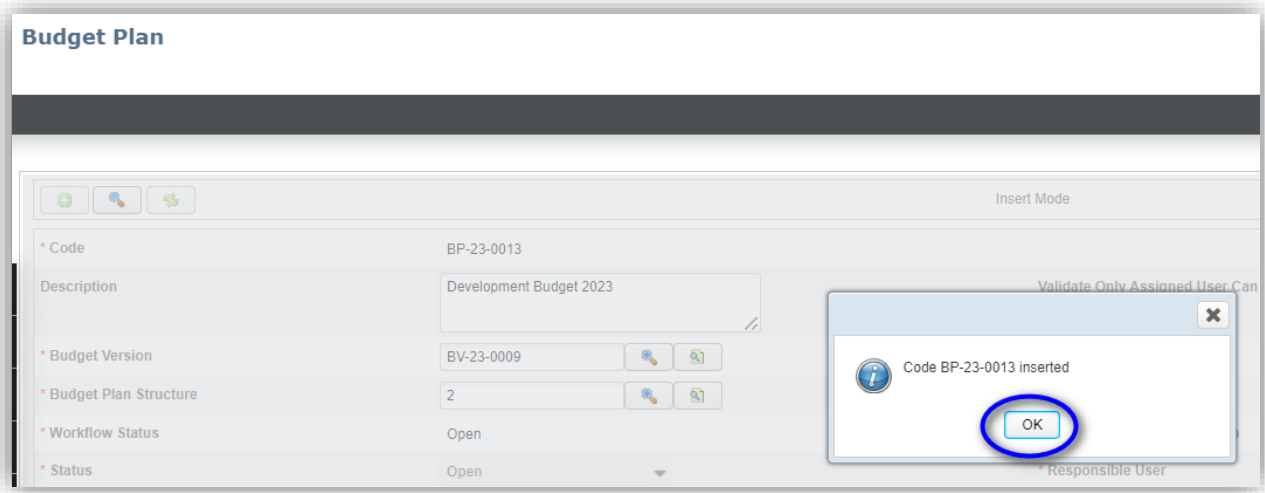 Budget Plan
Insert Mode
* Code BP-23-0013
Description Development Budget 2023 Validate Only Assigned User Can
* Budget Version BV-23-0009
Code BP-23-0013 inserted
* Budget Plan Structure 2
OK
* Workflow Status Open
* Status Open * Responsible User